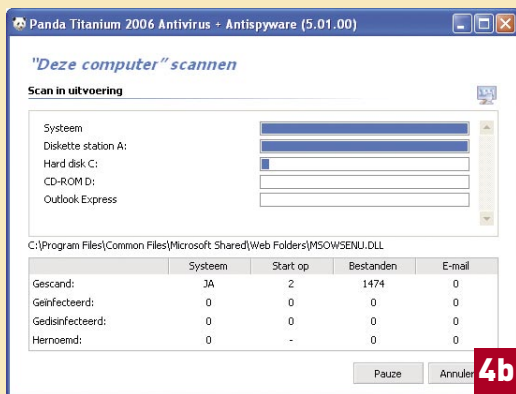 Panda Titanium 2006 Antivirus + Antispyware (5.01.00)
"Deze computer" scannen
Scan in uitvoering
Systeem
Diskette station A:
Hard disk C:
CD-ROM D:
Outlook Express
C:\Program Files\Common Files\Microsoft Shared\Web Folders\MSOWSENU.DLL
Systeem Start op Bestanden E-mail
Gescand: JA 2 1474 0
Geïnfecteerd: 0 0 0 0
Gedisinfecteerd: 0 0 0 0
Hernoemd: 0 - 0 0
Pauze Annuler
4b